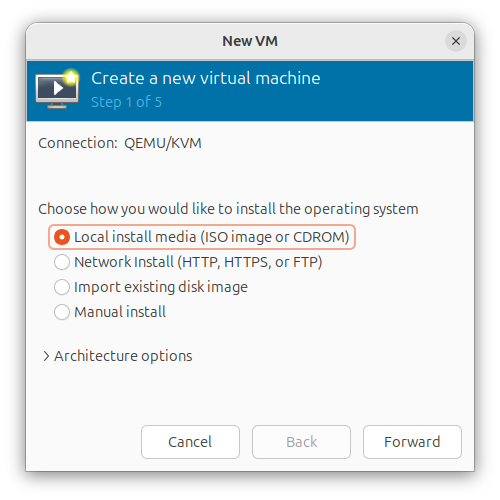 New VM
Create a new virtual machine
Step 1 of 5
Connection: QEMU/KVM
Choose how you would like to install the operating system
Local install media (ISO image or CDROM)
Network Install (HTTP, HTTPS, or FTP)
Import existing disk image
Manual install
Architecture options
Cancel Back Forward